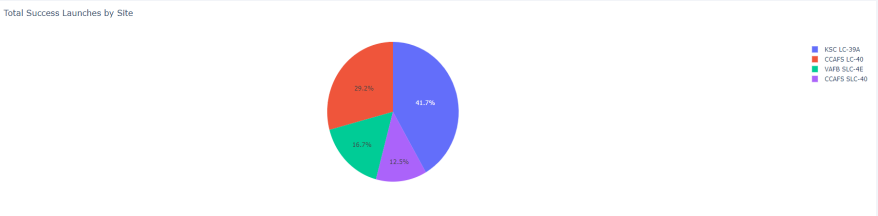 Total Success Launches by Site
KSC LC-39A
CCAFS LC-40
VAFB SLC-4E
CCAFS SLC-40
29.2%
41.7%
16.7%
12.5%